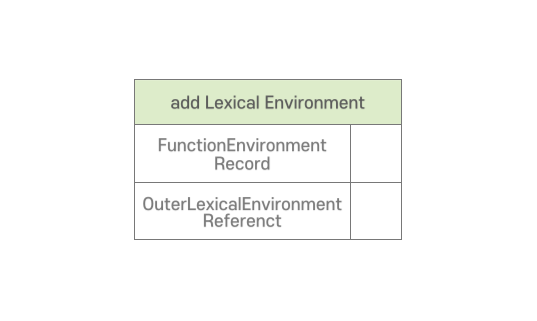 add Lexical Environment
FunctionEnvironment
Record
OuterLexicalEnvironment
Referenct